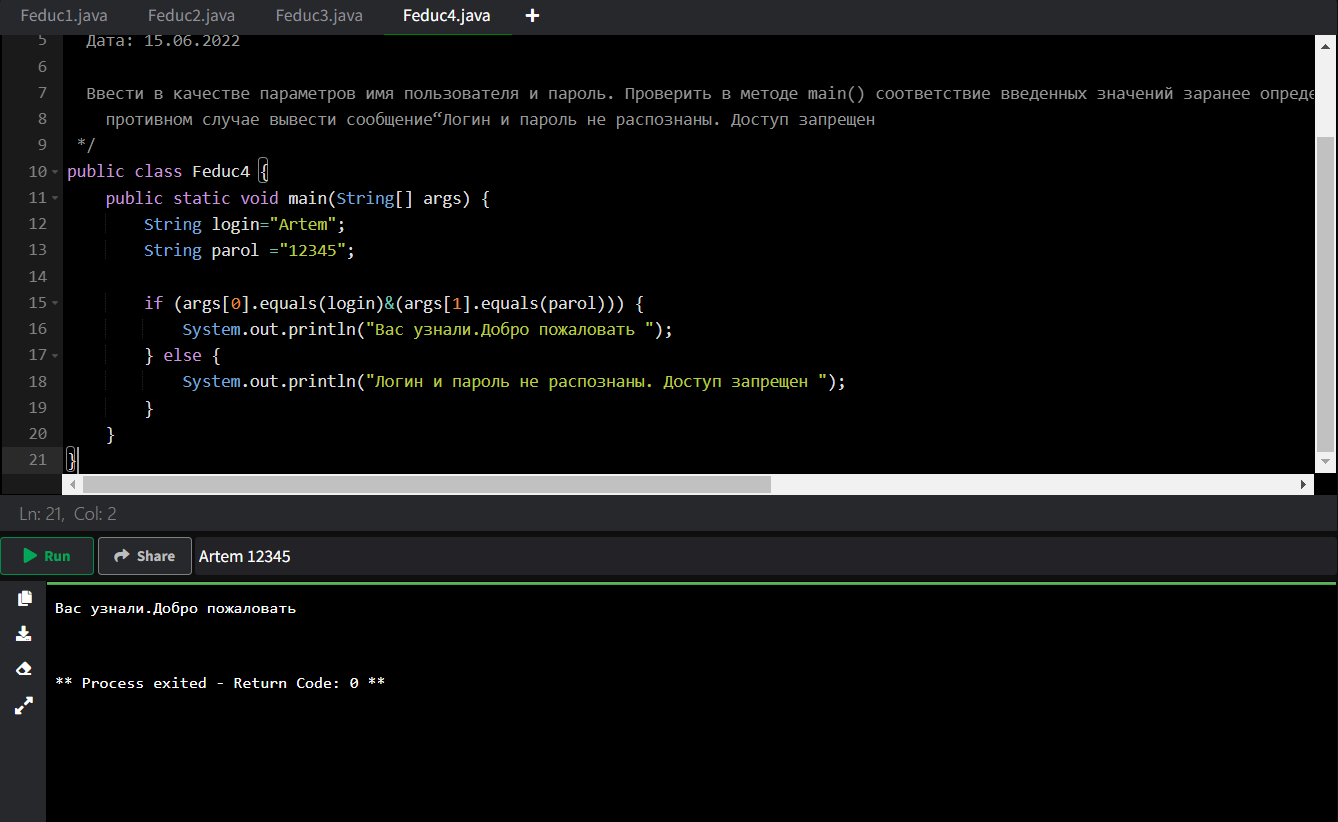 Feduc1.java Feduc2.java Feduc3.java Feduc4.java +
5 Дата: 15.06.2022
6
7 Ввести в качестве параметров имя пользователя и пароль. Проверить в методе main() соответствие введенных значений заранее
8 противном случае вывести сообщение“Логин и пароль не распознаны. Доступ запрещен
9 */
10 public class Feduc4 {
11 public static void main(String[] args) {
12 String login="Artem";
13 String parol ="12345";
14
15 if (args[0].equals(login)&(args[1].equals(parol))) {
16 System.out.println("Вас узнали.Добро пожаловать ");
17 } else {
18 System.out.println("Логин и пароль не распознаны. Доступ запрещен ");
19 }
20 }
21 }
Ln: 21, Col: 2
Run Share Artem 12345
Вас узнали.Добро пожаловать
** Process exited - Return Code: 0 **